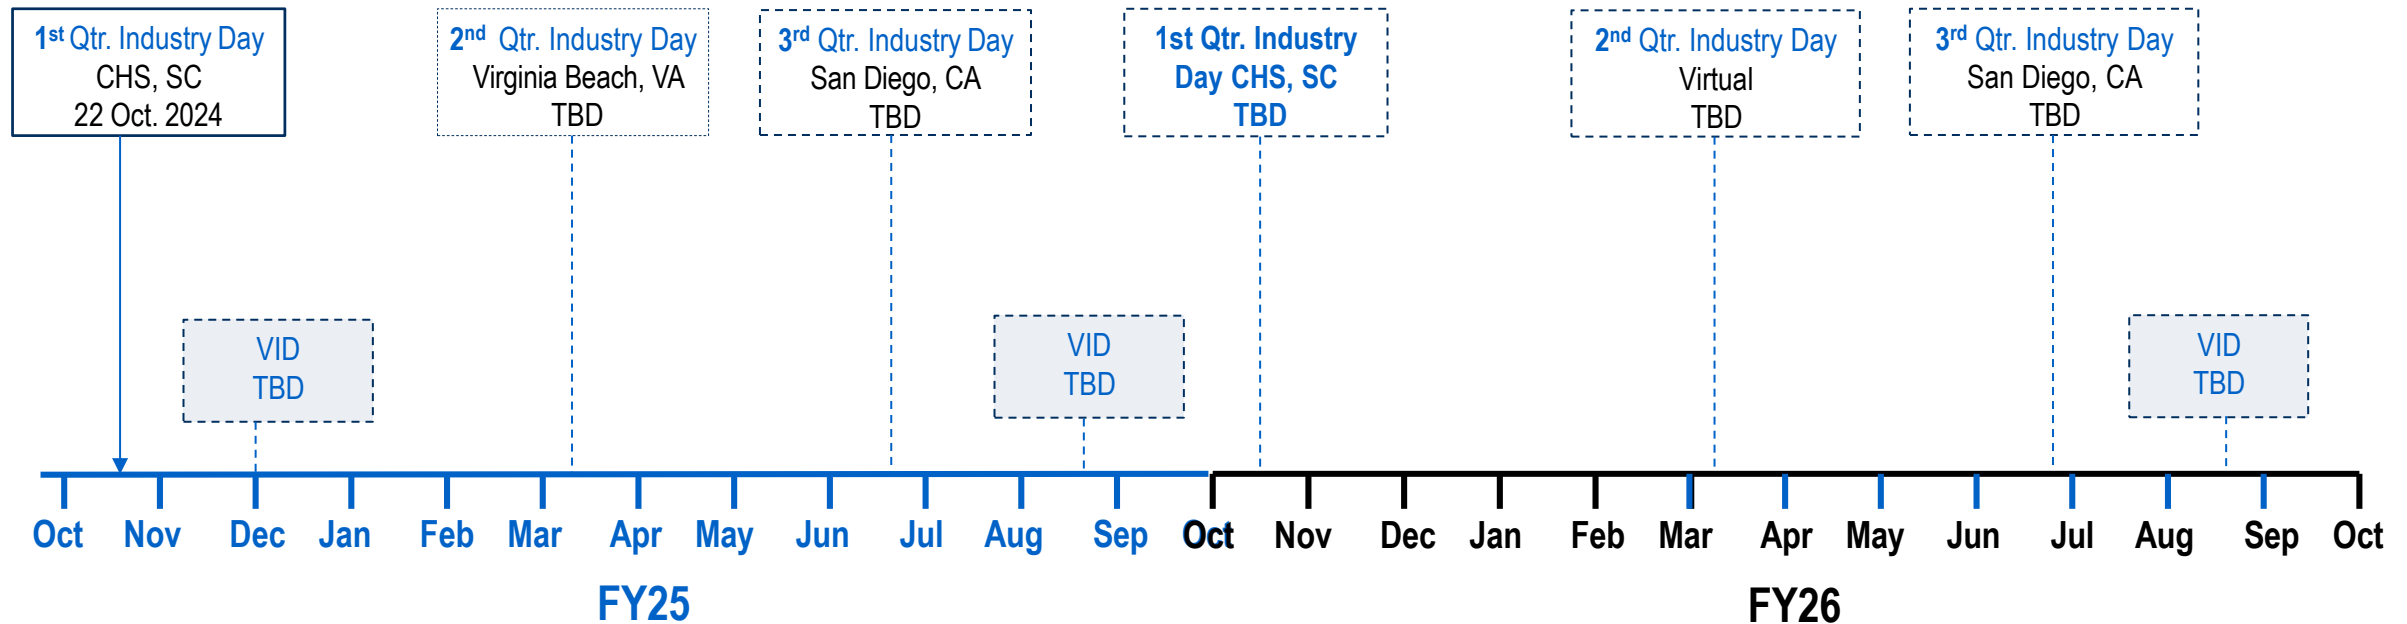 1st Qtr. Industry Day
CHS, SC
22 Oct. 2024
2nd Qtr. Industry Day
Virginia Beach, VA
TBD
3rd Qtr. Industry Day
San Diego, CA
TBD
1st Qtr. Industry
Day CHS, SC
TBD
2nd Qtr. Industry Day
Virtual
TBD
3rd Qtr. Industry Day
San Diego, CA
TBD
VID
TBD
VID
TBD
VID
TBD
Oct Nov Dec Jan Feb Mar Apr May Jun Jul Aug Sep Oct Nov Dec Jan Feb Mar Apr May Jun Jul Aug Sep Oct
FY25
FY26